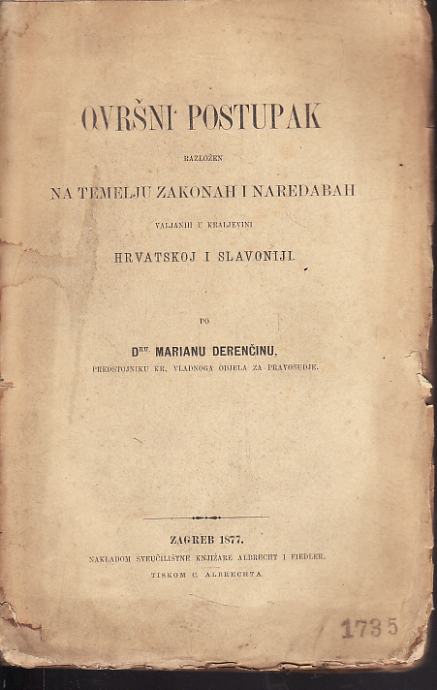 OVRŠNI POSTUPAK
RAZLOŽEN
NA TEMELJU ZAKONAH I NAREDABAH
VALJANIH U KRALJEVINI
HRVATSKOJ I SLAVONIJI.
PO
DRU. MARIANU DERENČINU,
PREDSTOJNIKU KR. VLADNOGA ODJELA ZA PRAVOSUDJE.
ZAGREB 1877.
NAKLADOM SVEUČILIŠTNE KNJIŽARE ALBRECHT I FIEDLER.
TISKOM C. ALBRECHTA.
1735